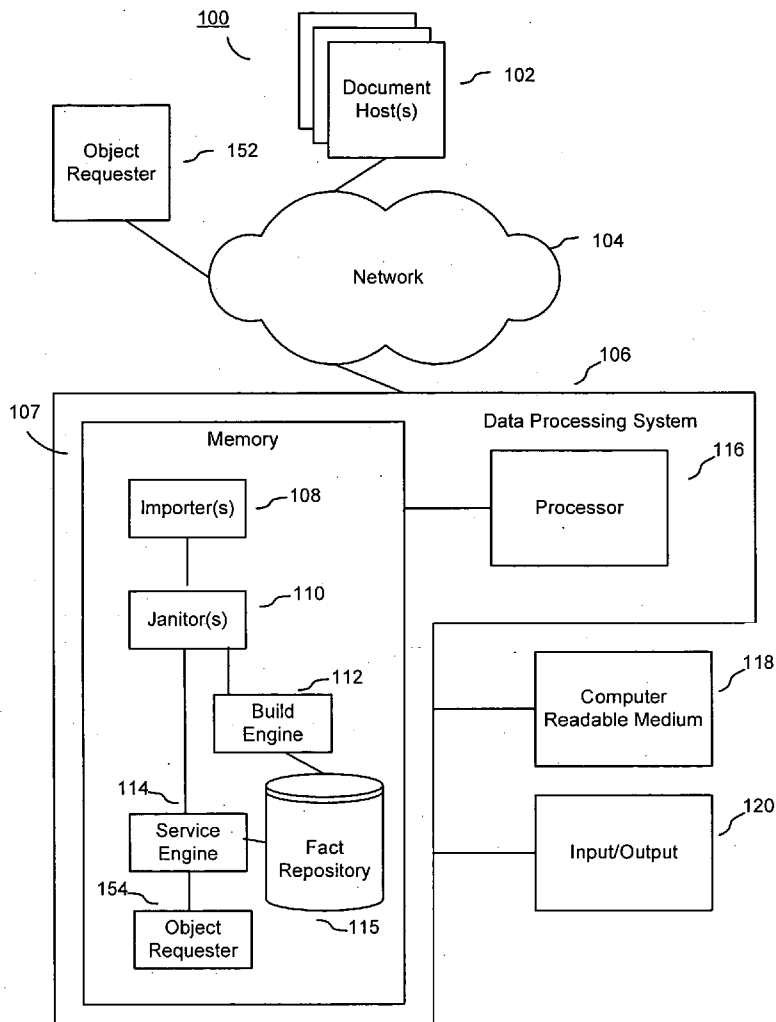 100
Document
Host(s)
102
Object
Requester
152
Network
104
106
107
Memory
Data Processing System
116
Processor
Importer(s)
108
Janitor(s)
110
112
Build
Engine
118
Computer
Readable Medium
114
Service
Engine
Fact
Repository
115
120
Input/Output
154
Object
Requester